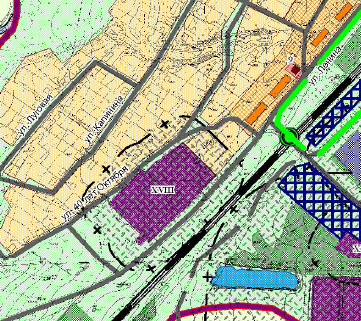 ул. Ленина
ул. Луговая
ул. Калинина
ул. 40 лет Октября
XVIII